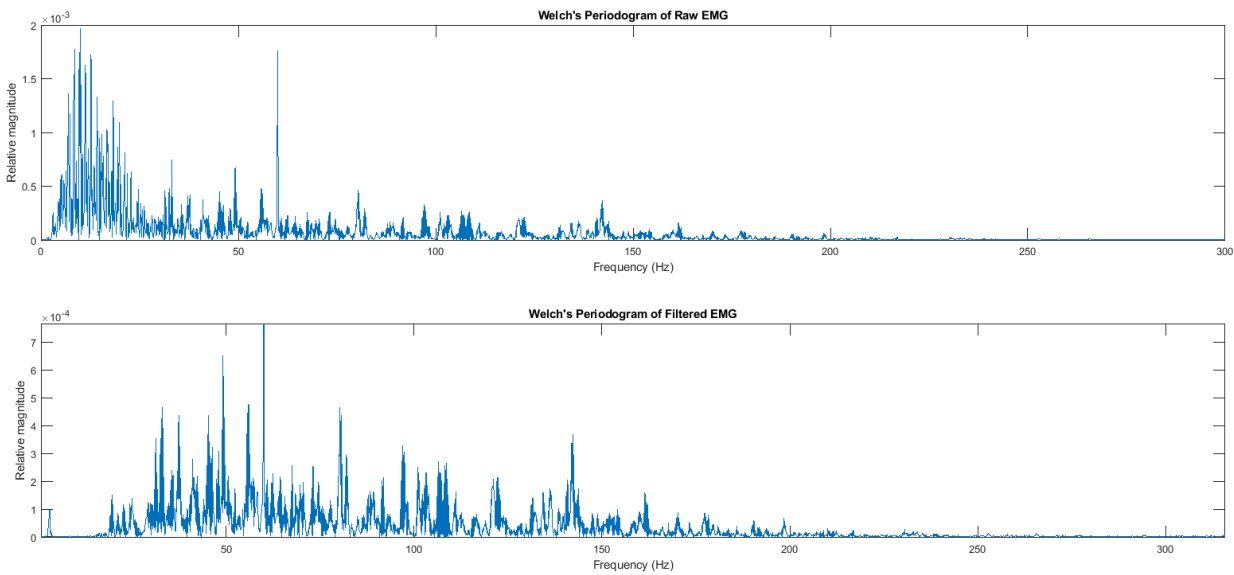 Welch's Periodogram of Raw EMG
×10⁻³
2
1.5
1
0.5
0
Relative magnitude
0 50 100 150 200 250 300
Frequency (Hz)
Welch's Periodogram of Filtered EMG
×10⁻⁴
7
6
5
4
3
2
1
0
Relative magnitude
50 100 150 200 250 300
Frequency (Hz)